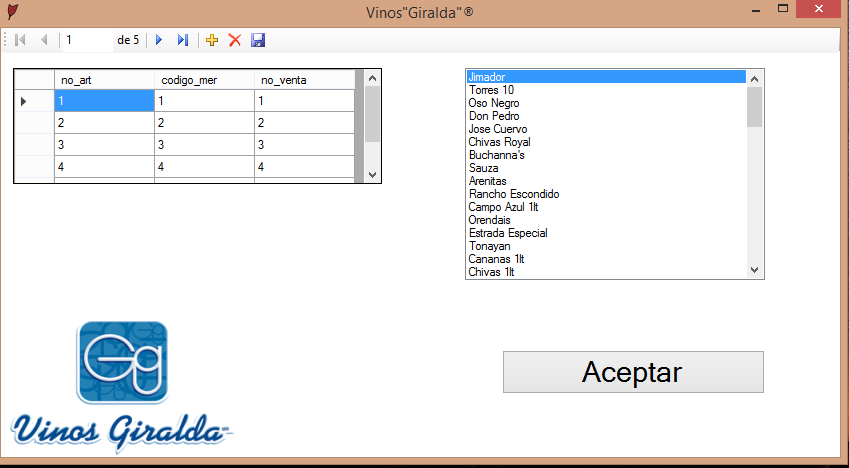 Vinos"Giralda"®
1 de 5
no_art codigo_mer no_venta
1 1 1
2 2 2
3 3 3
4 4 4
Jimador
Torres 10
Oso Negro
Don Pedro
Jose Cuervo
Chivas Royal
Buchanna's
Sauza
Arenitas
Rancho Escondido
Campo Azul 1lt
Orendais
Estrada Especial
Tonayan
Cananas 1lt
Chivas 1lt
Aceptar
Gg
Vinos Giralda